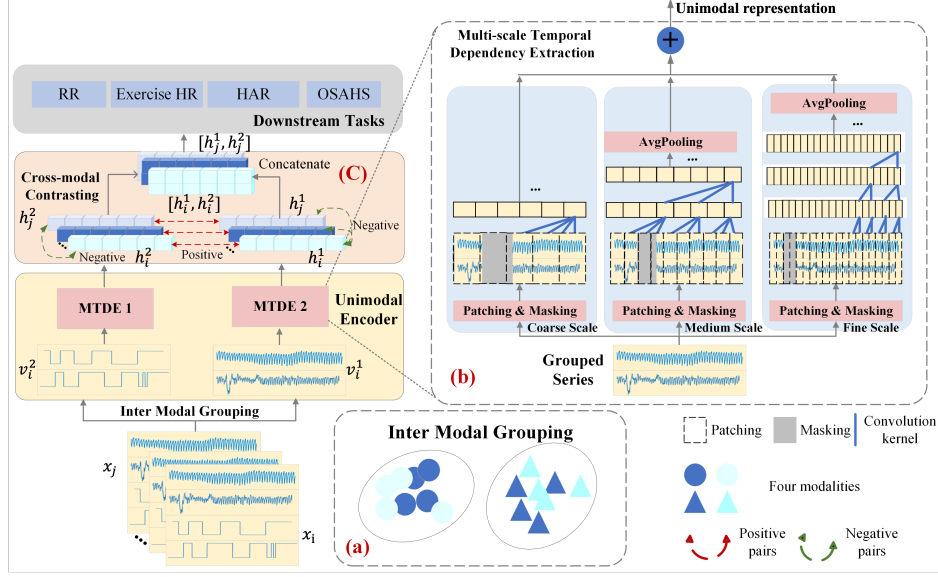 Unimodal representation
Multi-scale Temporal
Dependency Extraction
+
AvgPooling
...
AvgPooling
...
...
Patching & Masking
Coarse Scale
Patching & Masking
Medium Scale
Patching & Masking
Fine Scale
Grouped
Series
(b)
RR
Exercise HR
HAR
OSAHS
Downstream Tasks
[h_j^1, h_j^2]
Concatenate
(C)
Cross-modal
Contrasting
[h_i^1, h_i^2]
h_j^1
h_j^2
Negative
Negative
h_i^2
Positive
h_i^1
MTDE 1
MTDE 2
Unimodal
Encoder
v_i^2
v_i^1
Inter Modal Grouping
x_j
x_i
Inter Modal Grouping
(a)
Patching
Masking
Convolution
kernel
Four modalities
Positive
pairs
Negative
pairs